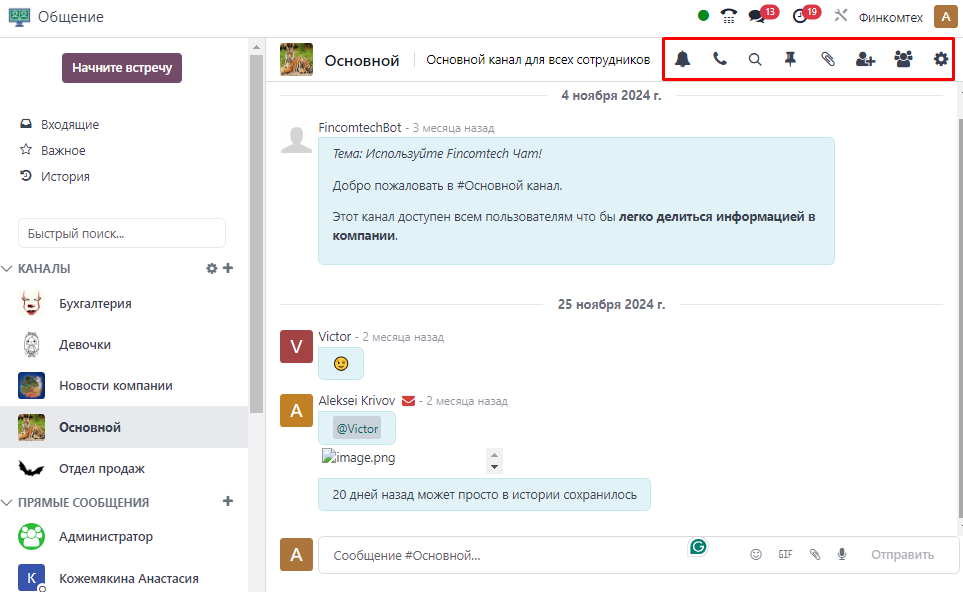 Общение
13
19
Финкомтех
A
Начните встречу
Входящие
Важное
История
Быстрый поиск...
КАНАЛЫ
Бухгалтерия
Девочки
Новости компании
Основной
Отдел продаж
ПРЯМЫЕ СООБЩЕНИЯ
Администратор
K
Кожемякина Анастасия
Основной
Основной канал для всех сотрудников
4 ноября 2024 г.
FincomtechBot - 3 месяца назад
Тема: Используйте Fincomtech Чат!
Добро пожаловать в #Основной канал.
Этот канал доступен всем пользователям что бы легко делиться информацией в
компании.
25 ноября 2024 г.
V
Victor - 2 месяца назад
A
Aleksei Krivov - 2 месяца назад
@Victor
image.png
20 дней назад может просто в истории сохранилось
A
Сообщение #Основной...
G
GIF
Отправить